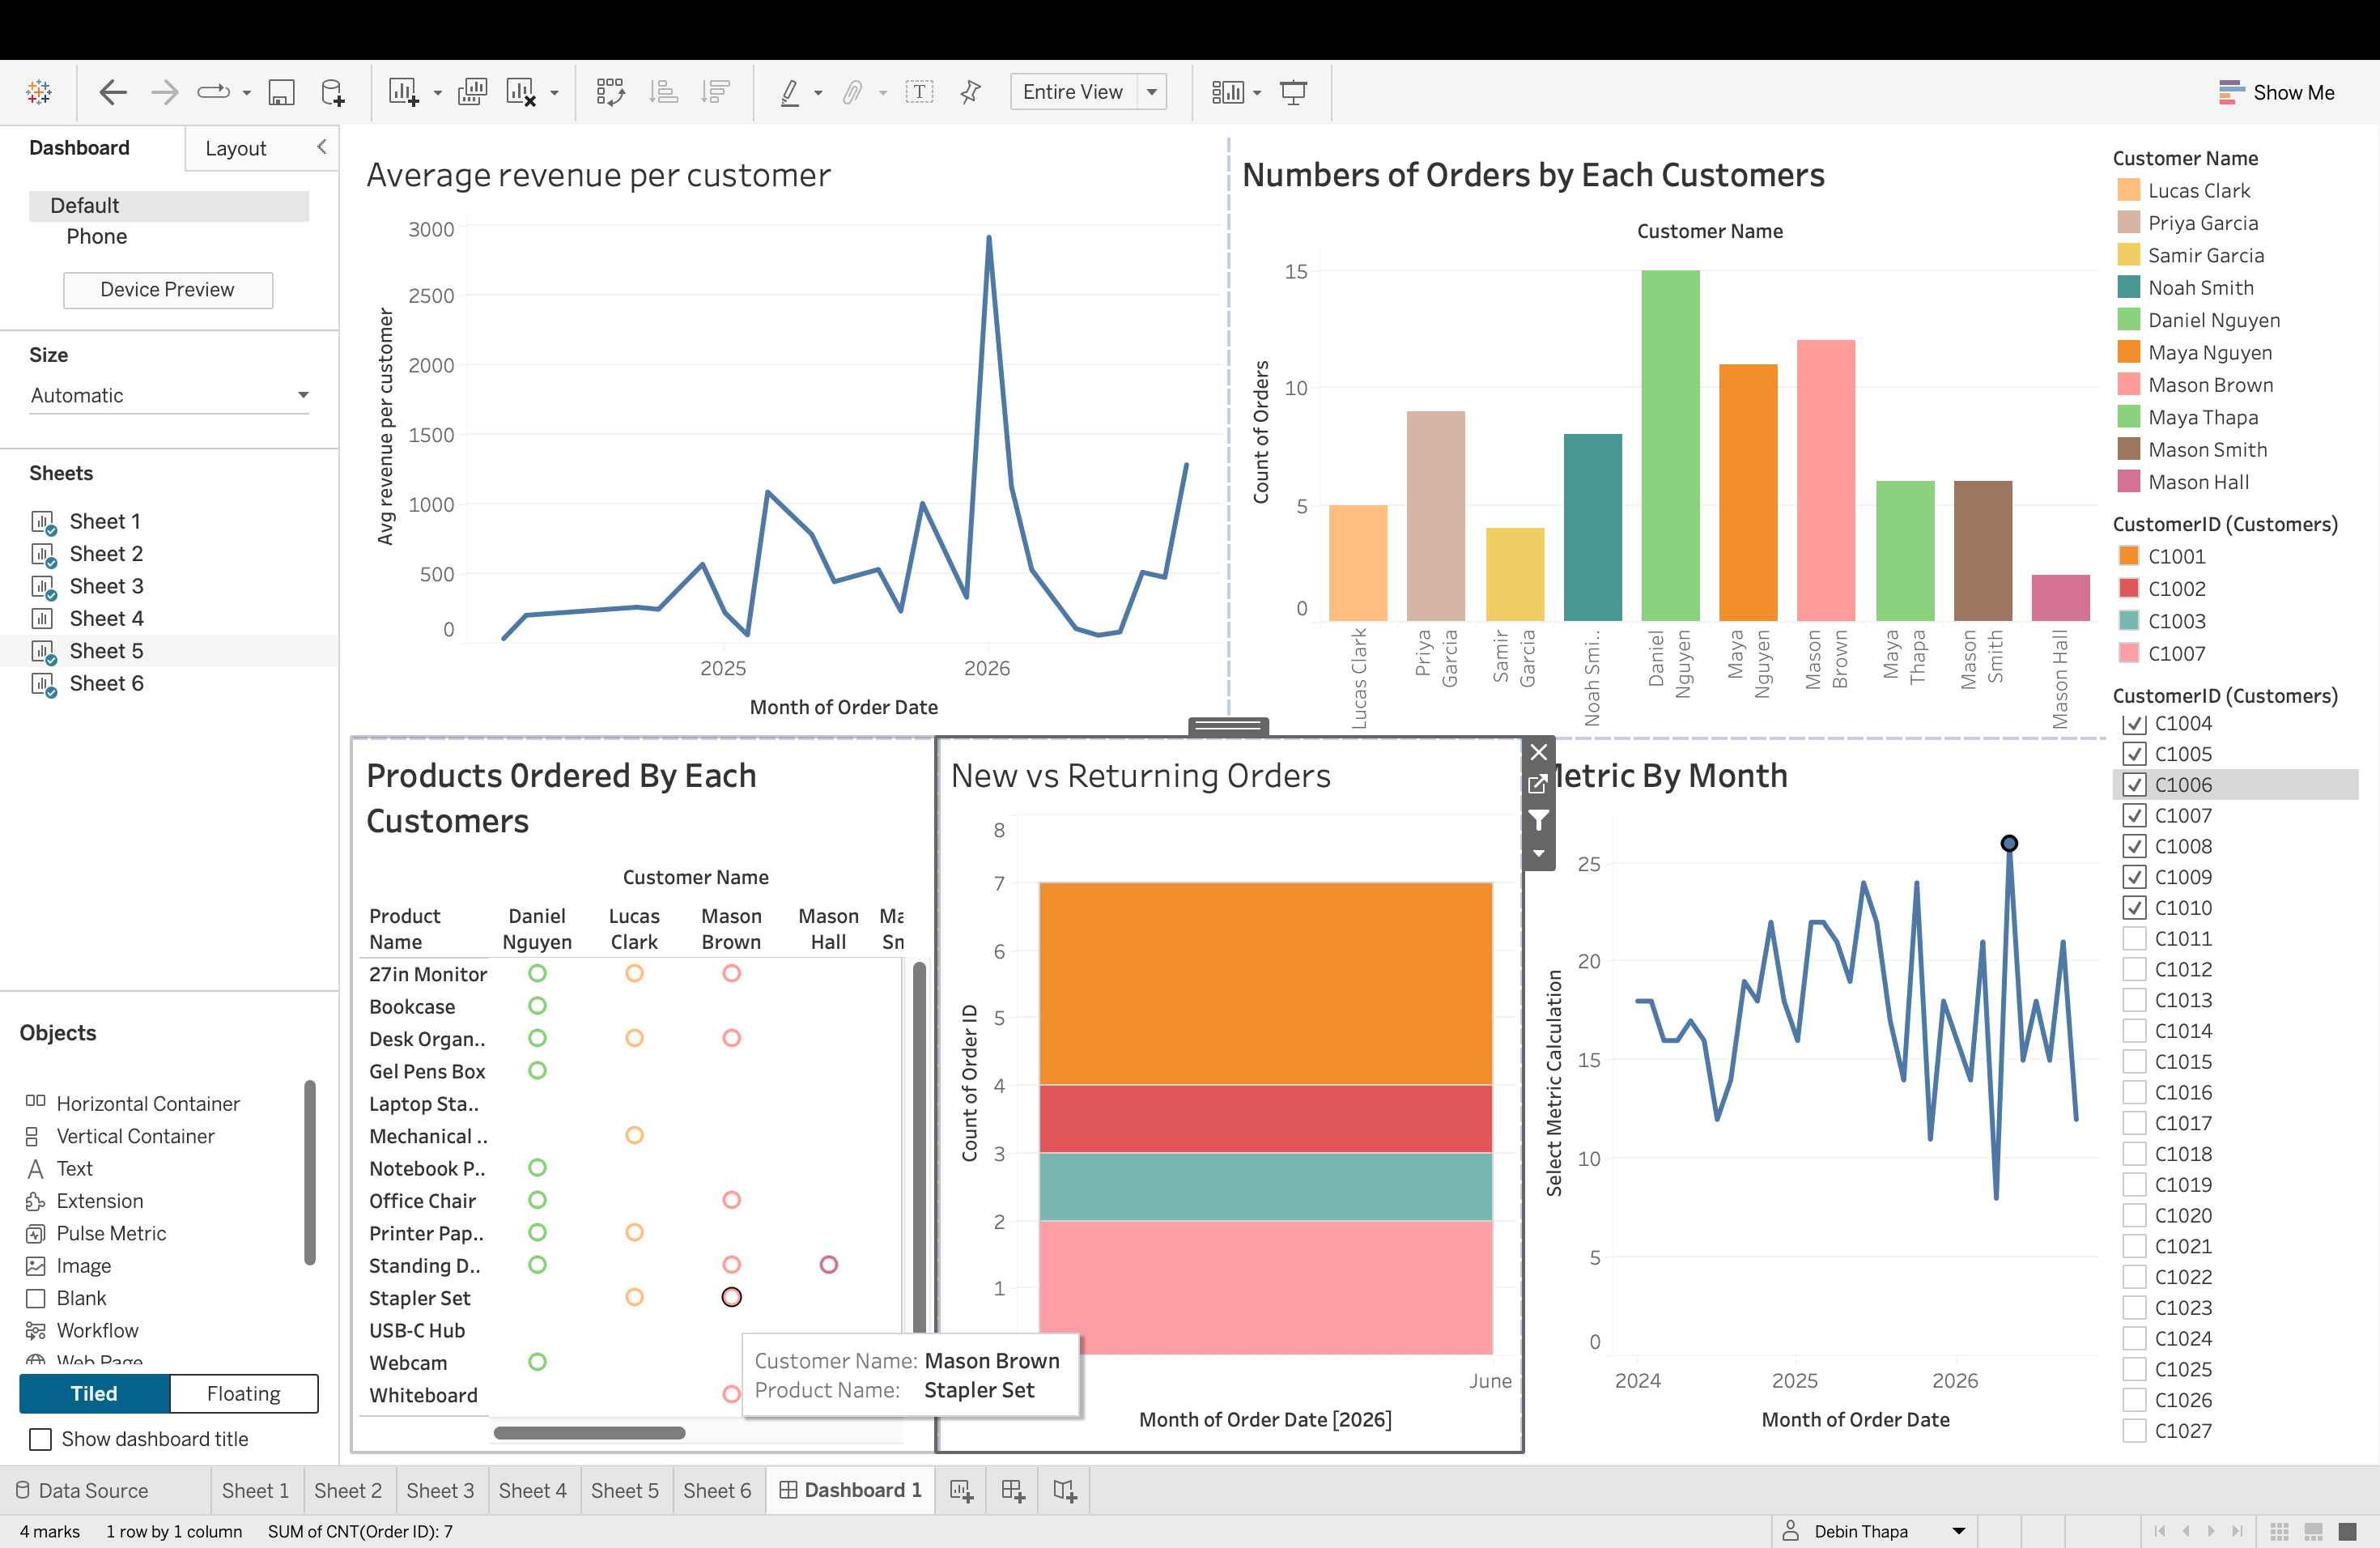 Entire View
Show Me
Dashboard
Layout
Default
Phone
Device Preview
Size
Automatic
Sheets
Sheet 1
Sheet 2
Sheet 3
Sheet 4
Sheet 5
Sheet 6
Objects
Horizontal Container
Vertical Container
Text
Extension
Pulse Metric
Image
Blank
Workflow
Web Page
Tiled
Floating
Show dashboard title
Average revenue per customer
Avg revenue per customer
3000
2500
2000
1500
1000
500
0
2025
2026
Month of Order Date
Numbers of Orders by Each Customers
Customer Name
Count of Orders
15
10
5
0
Lucas Clark
Priya Garcia
Samir Garcia
Noah Smi..
Daniel Nguyen
Maya Nguyen
Mason Brown
Maya Thapa
Mason Smith
Mason Hall
Products 0rdered By Each
Customers
Customer Name
Product Name
Daniel Nguyen
Lucas Clark
Mason Brown
Mason Hall
Ma
Sn
27in Monitor
Bookcase
Desk Organ..
Gel Pens Box
Laptop Sta..
Mechanical ..
Notebook P..
Office Chair
Printer Pap..
Standing D..
Stapler Set
USB-C Hub
Webcam
Whiteboard
Customer Name: Mason Brown
Product Name: Stapler Set
New vs Returning Orders
Count of Order ID
8
7
6
5
4
3
2
1
June
Month of Order Date [2026]
Metric By Month
Select Metric Calculation
25
20
15
10
5
0
2024
2025
2026
Month of Order Date
Customer Name
Lucas Clark
Priya Garcia
Samir Garcia
Noah Smith
Daniel Nguyen
Maya Nguyen
Mason Brown
Maya Thapa
Mason Smith
Mason Hall
CustomerID (Customers)
C1001
C1002
C1003
C1007
CustomerID (Customers)
C1004
C1005
C1006
C1007
C1008
C1009
C1010
C1011
C1012
C1013
C1014
C1015
C1016
C1017
C1018
C1019
C1020
C1021
C1022
C1023
C1024
C1025
C1026
C1027
Data Source
Sheet 1
Sheet 2
Sheet 3
Sheet 4
Sheet 5
Sheet 6
Dashboard 1
4 marks
1 row by 1 column
SUM of CNT(Order ID): 7
Debin Thapa